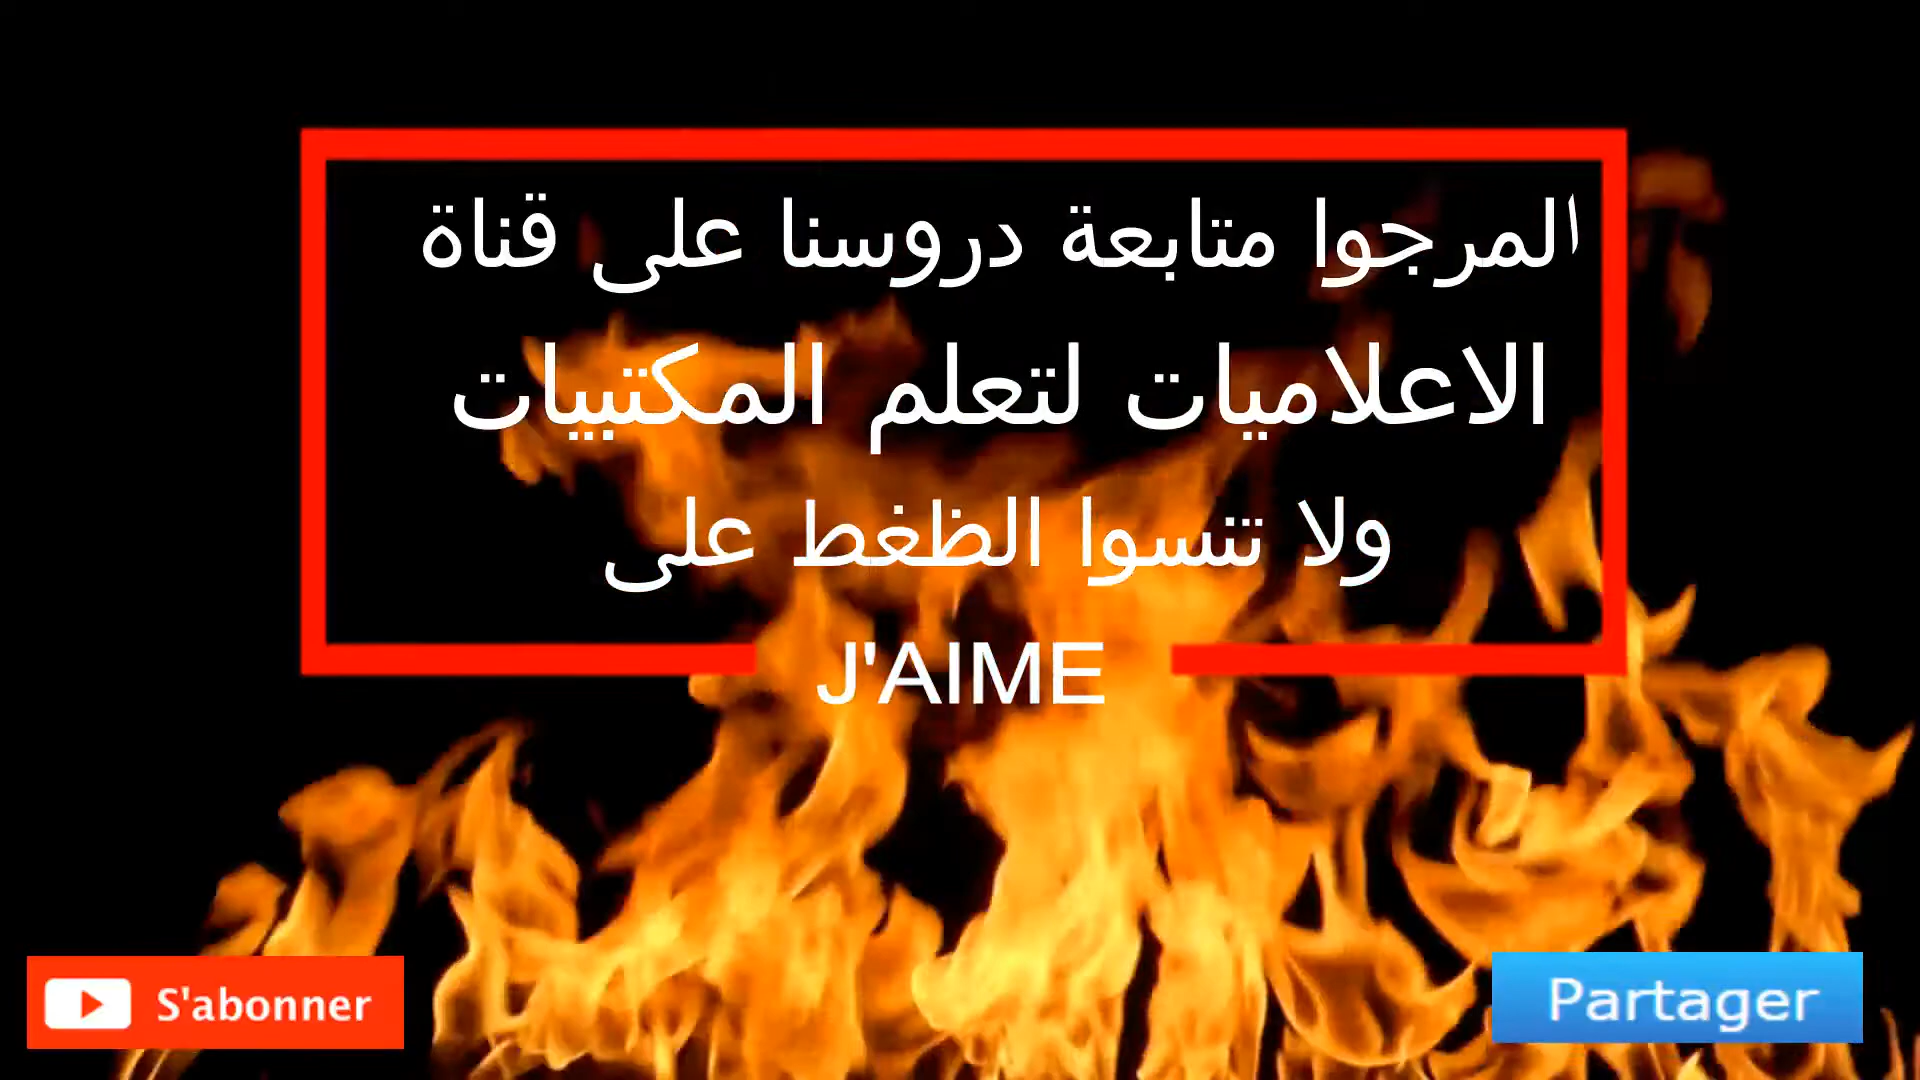 المرجوا متابعة دروسنا على قناة
الاعلاميات لتعلم المكتبيات
ولا تنسوا الظغط على
J'AIME
S'abonner
Partager